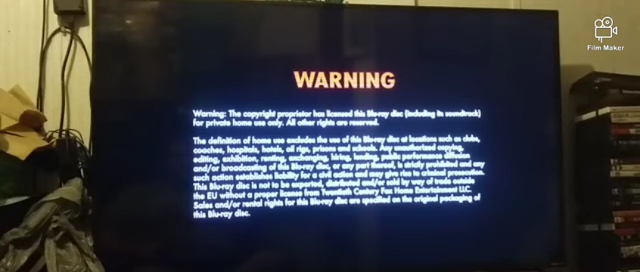 WARNING
Film Maker
Warning: The copyright proprietor has licensed this Blu-ray disc (including its soundtrack)
for private home use only. All other rights are reserved.
The definition of home use excludes the use of this Blu-ray disc at locations such as clubs,
coaches, hospitals, hotels, oil rigs, prisons and schools. Any unauthorized copying,
editing, exhibition, renting, exchanging, hiring, lending, public performance diffusion
and/or broadcasting of this Blu-ray disc, or any part thereof, is strictly prohibited and any
such action establishes liability for a civil action and may give rise to criminal prosecution.
This Blu-ray disc is not to be exported, distributed and/or sold by way of trade outside
the EU without a proper license from Twentieth Century Fox Home Entertainment LLC.
Sales and/or rental rights for this Blu-ray disc are specified on the original packaging of
this Blu-ray disc.